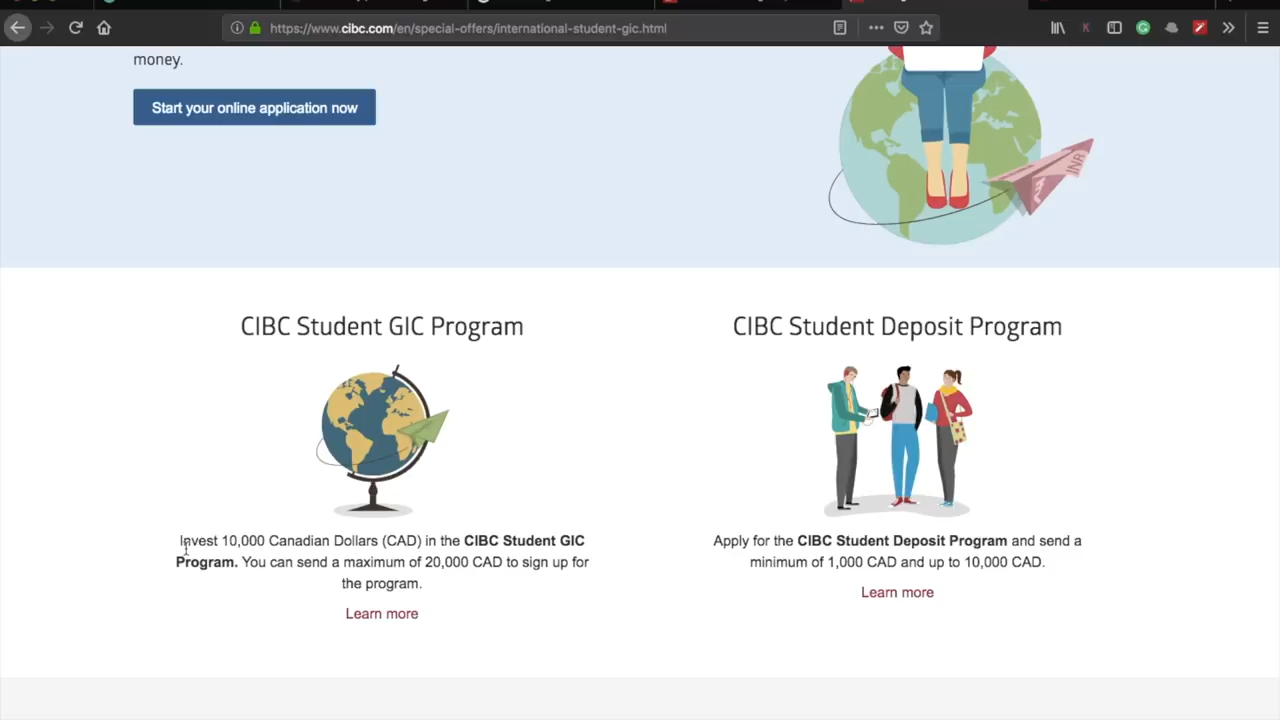 https://www.cibc.com/en/special-offers/international-student-gic.html
money.
Start your online application now
INR
CIBC Student GIC Program
Invest 10,000 Canadian Dollars (CAD) in the CIBC Student GIC
Program. You can send a maximum of 20,000 CAD to sign up for
the program.
Learn more
CIBC Student Deposit Program
Apply for the CIBC Student Deposit Program and send a
minimum of 1,000 CAD and up to 10,000 CAD.
Learn more